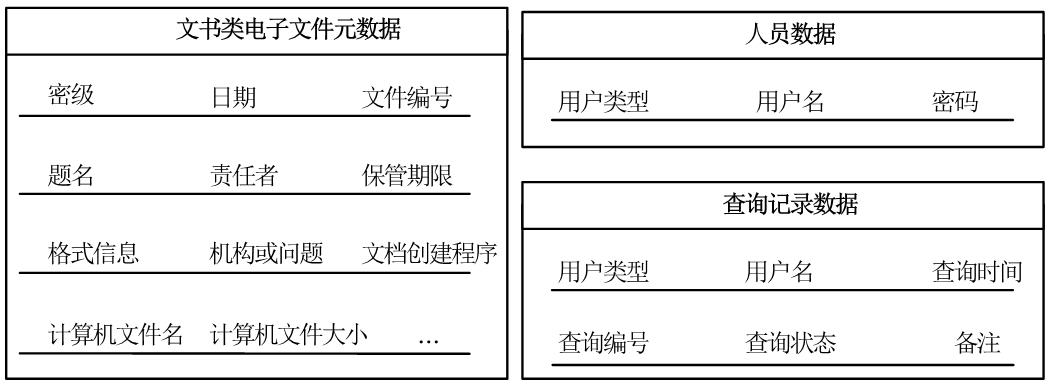 文书类电子文件元数据
密级 日期 文件编号
题名 责任者 保管期限
格式信息 机构或问题 文档创建程序
计算机文件名 计算机文件大小 …
人员数据
用户类型 用户名 密码
查询记录数据
用户类型 用户名 查询时间
查询编号 查询状态 备注